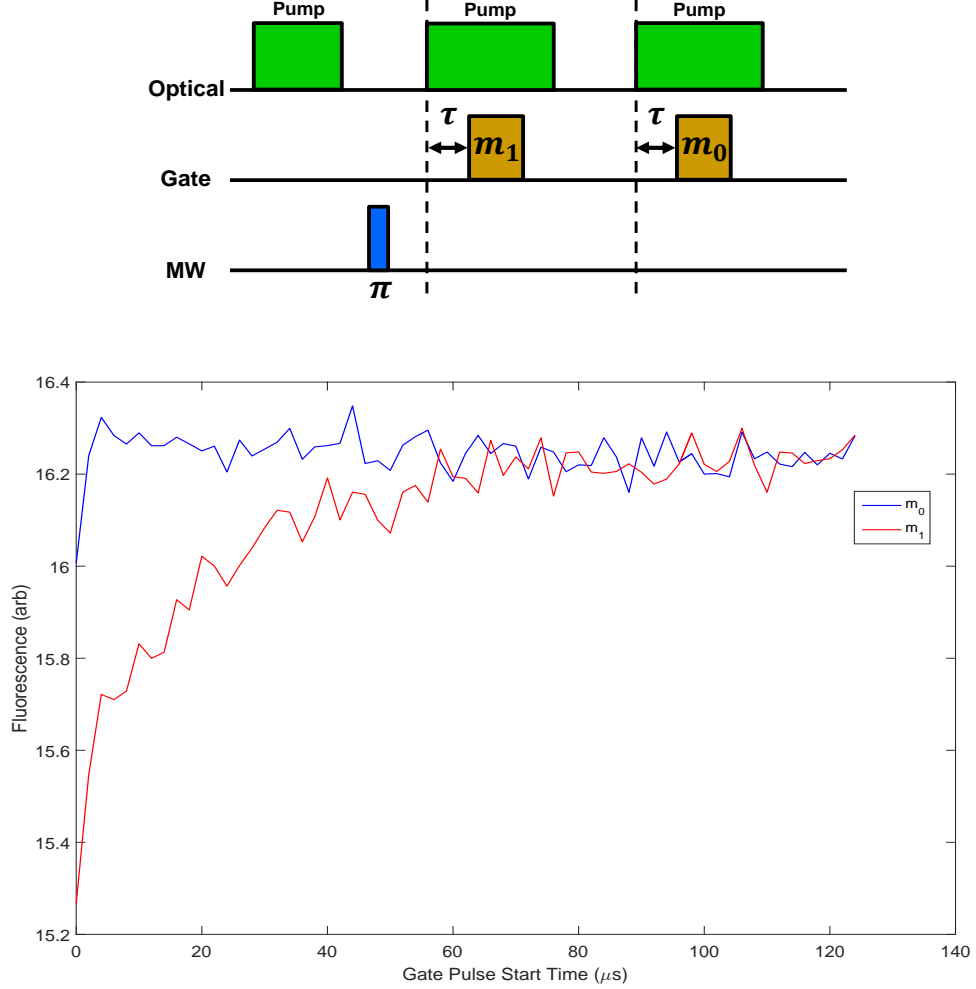 Pump Pump Pump
Optical
τ τ
m₁ m₀
Gate
MW
π
16.4
16.2
16
15.8
15.6
15.4
15.2
Fluorescence (arb)
m₀
m₁
0 20 40 60 80 100 120 140
Gate Pulse Start Time (μs)